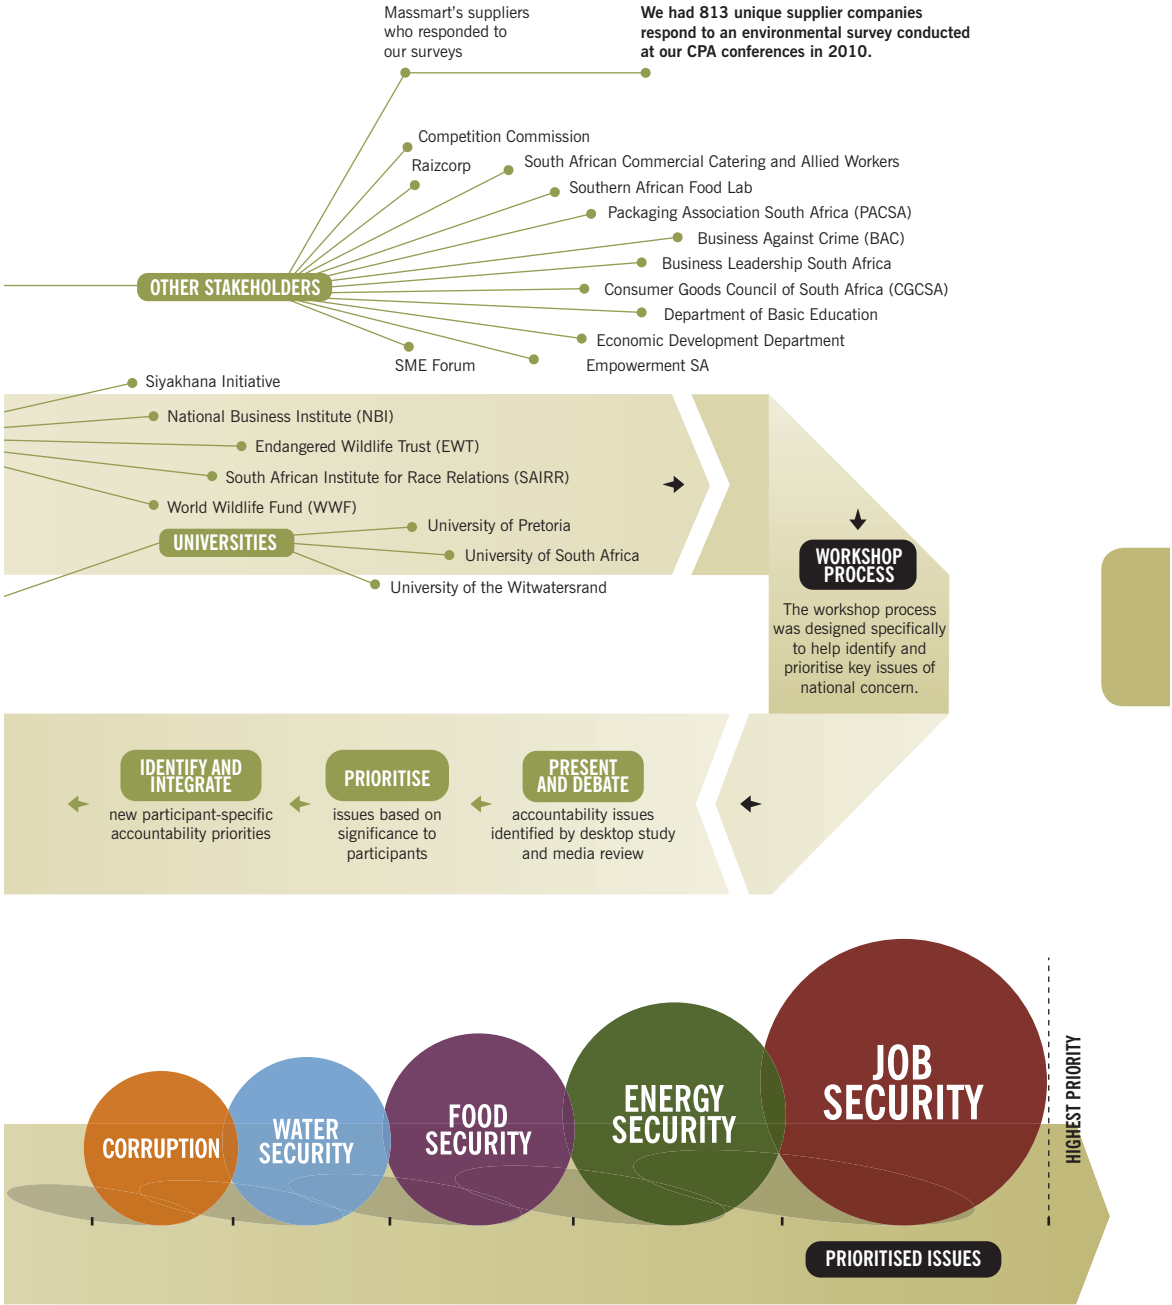 Massmart’s suppliers
who responded to
our surveys
We had 813 unique supplier companies
respond to an environmental survey conducted
at our CPA conferences in 2010.
Competition Commission
Raizcorp
South African Commercial Catering and Allied Workers
Southern African Food Lab
Packaging Association South Africa (PACSA)
Business Against Crime (BAC)
Business Leadership South Africa
OTHER STAKEHOLDERS
Consumer Goods Council of South Africa (CGCSA)
Department of Basic Education
Economic Development Department
SME Forum
Empowerment SA
Siyakhana Initiative
National Business Institute (NBI)
Endangered Wildlife Trust (EWT)
South African Institute for Race Relations (SAIRR)
World Wildlife Fund (WWF)
UNIVERSITIES
University of Pretoria
University of South Africa
University of the Witwatersrand
WORKSHOP
PROCESS
The workshop process
was designed specifically
to help identify and
prioritise key issues of
national concern.
IDENTIFY AND
INTEGRATE
new participant-specific
accountability priorities
PRIORITISE
issues based on
significance to
participants
PRESENT
AND DEBATE
accountability issues
identified by desktop study
and media review
CORRUPTION
WATER
SECURITY
FOOD
SECURITY
ENERGY
SECURITY
JOB
SECURITY
HIGHEST PRIORITY
PRIORITISED ISSUES